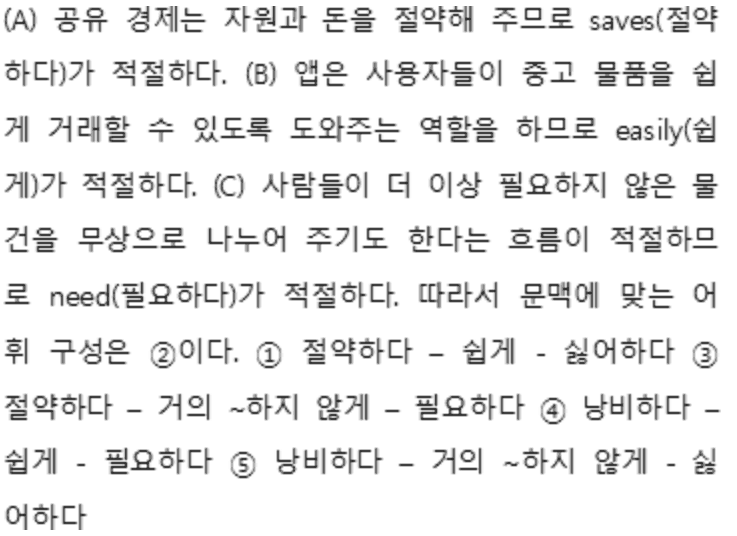 (A) 공유 경제는 자원과 돈을 절약해 주므로 saves(절약
하다)가 적절하다. (B) 앱은 사용자들이 중고 물품을 쉽
게 거래할 수 있도록 도와주는 역할을 하므로 easily(쉽
게)가 적절하다. (C) 사람들이 더 이상 필요하지 않은 물
건을 무상으로 나누어 주기도 한다는 흐름이 적절하므
로 need(필요하다)가 적절하다. 따라서 문맥에 맞는 어
휘 구성은 ②이다. ① 절약하다 – 쉽게 - 싫어하다 ③
절약하다 – 거의 ~하지 않게 – 필요하다 ④ 낭비하다 –
쉽게 - 필요하다 ⑤ 낭비하다 – 거의 ~하지 않게 - 싫
어하다